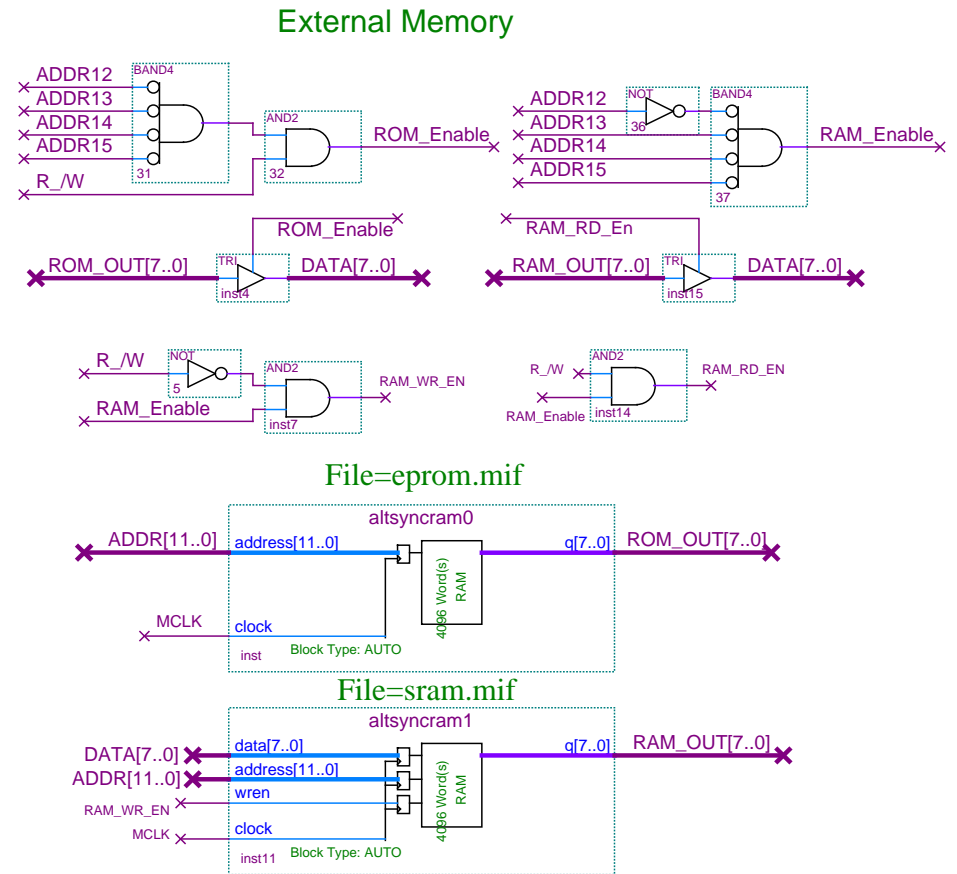 External Memory
BAND4
ADDR12
ADDR13
ADDR14
ADDR15
31
R_/W
AND2
32
ROM_Enable
ADDR12
NOT
36
ADDR13
ADDR14
ADDR15
BAND4
37
RAM_Enable
ROM_Enable
ROM_OUT[7..0]
TRI
inst4
DATA[7..0]
RAM_RD_En
RAM_OUT[7..0]
TRI
inst15
DATA[7..0]
R_/W
NOT
5
RAM_Enable
AND2
inst7
RAM_WR_EN
R_/W
AND2
RAM_Enable
inst14
RAM_RD_EN
File=eprom.mif
altsyncram0
ADDR[11..0]
address[11..0]
q[7..0]
ROM_OUT[7..0]
4096 Word(s)
RAM
MCLK
clock
Block Type: AUTO
inst
File=sram.mif
altsyncram1
DATA[7..0]
data[7..0]
q[7..0]
RAM_OUT[7..0]
ADDR[11..0]
address[11..0]
RAM_WR_EN
wren
4096 Word(s)
RAM
MCLK
clock
Block Type: AUTO
inst11